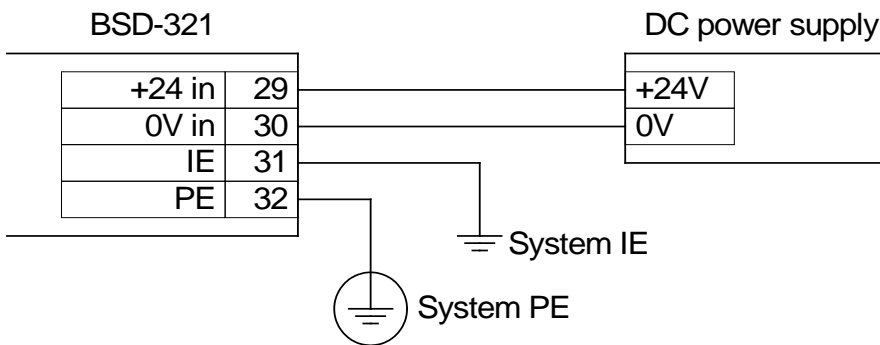 BSD-321 DC power supply
+24 in 29 +24V
0V in 30 0V
IE 31
PE 32
System IE
System PE